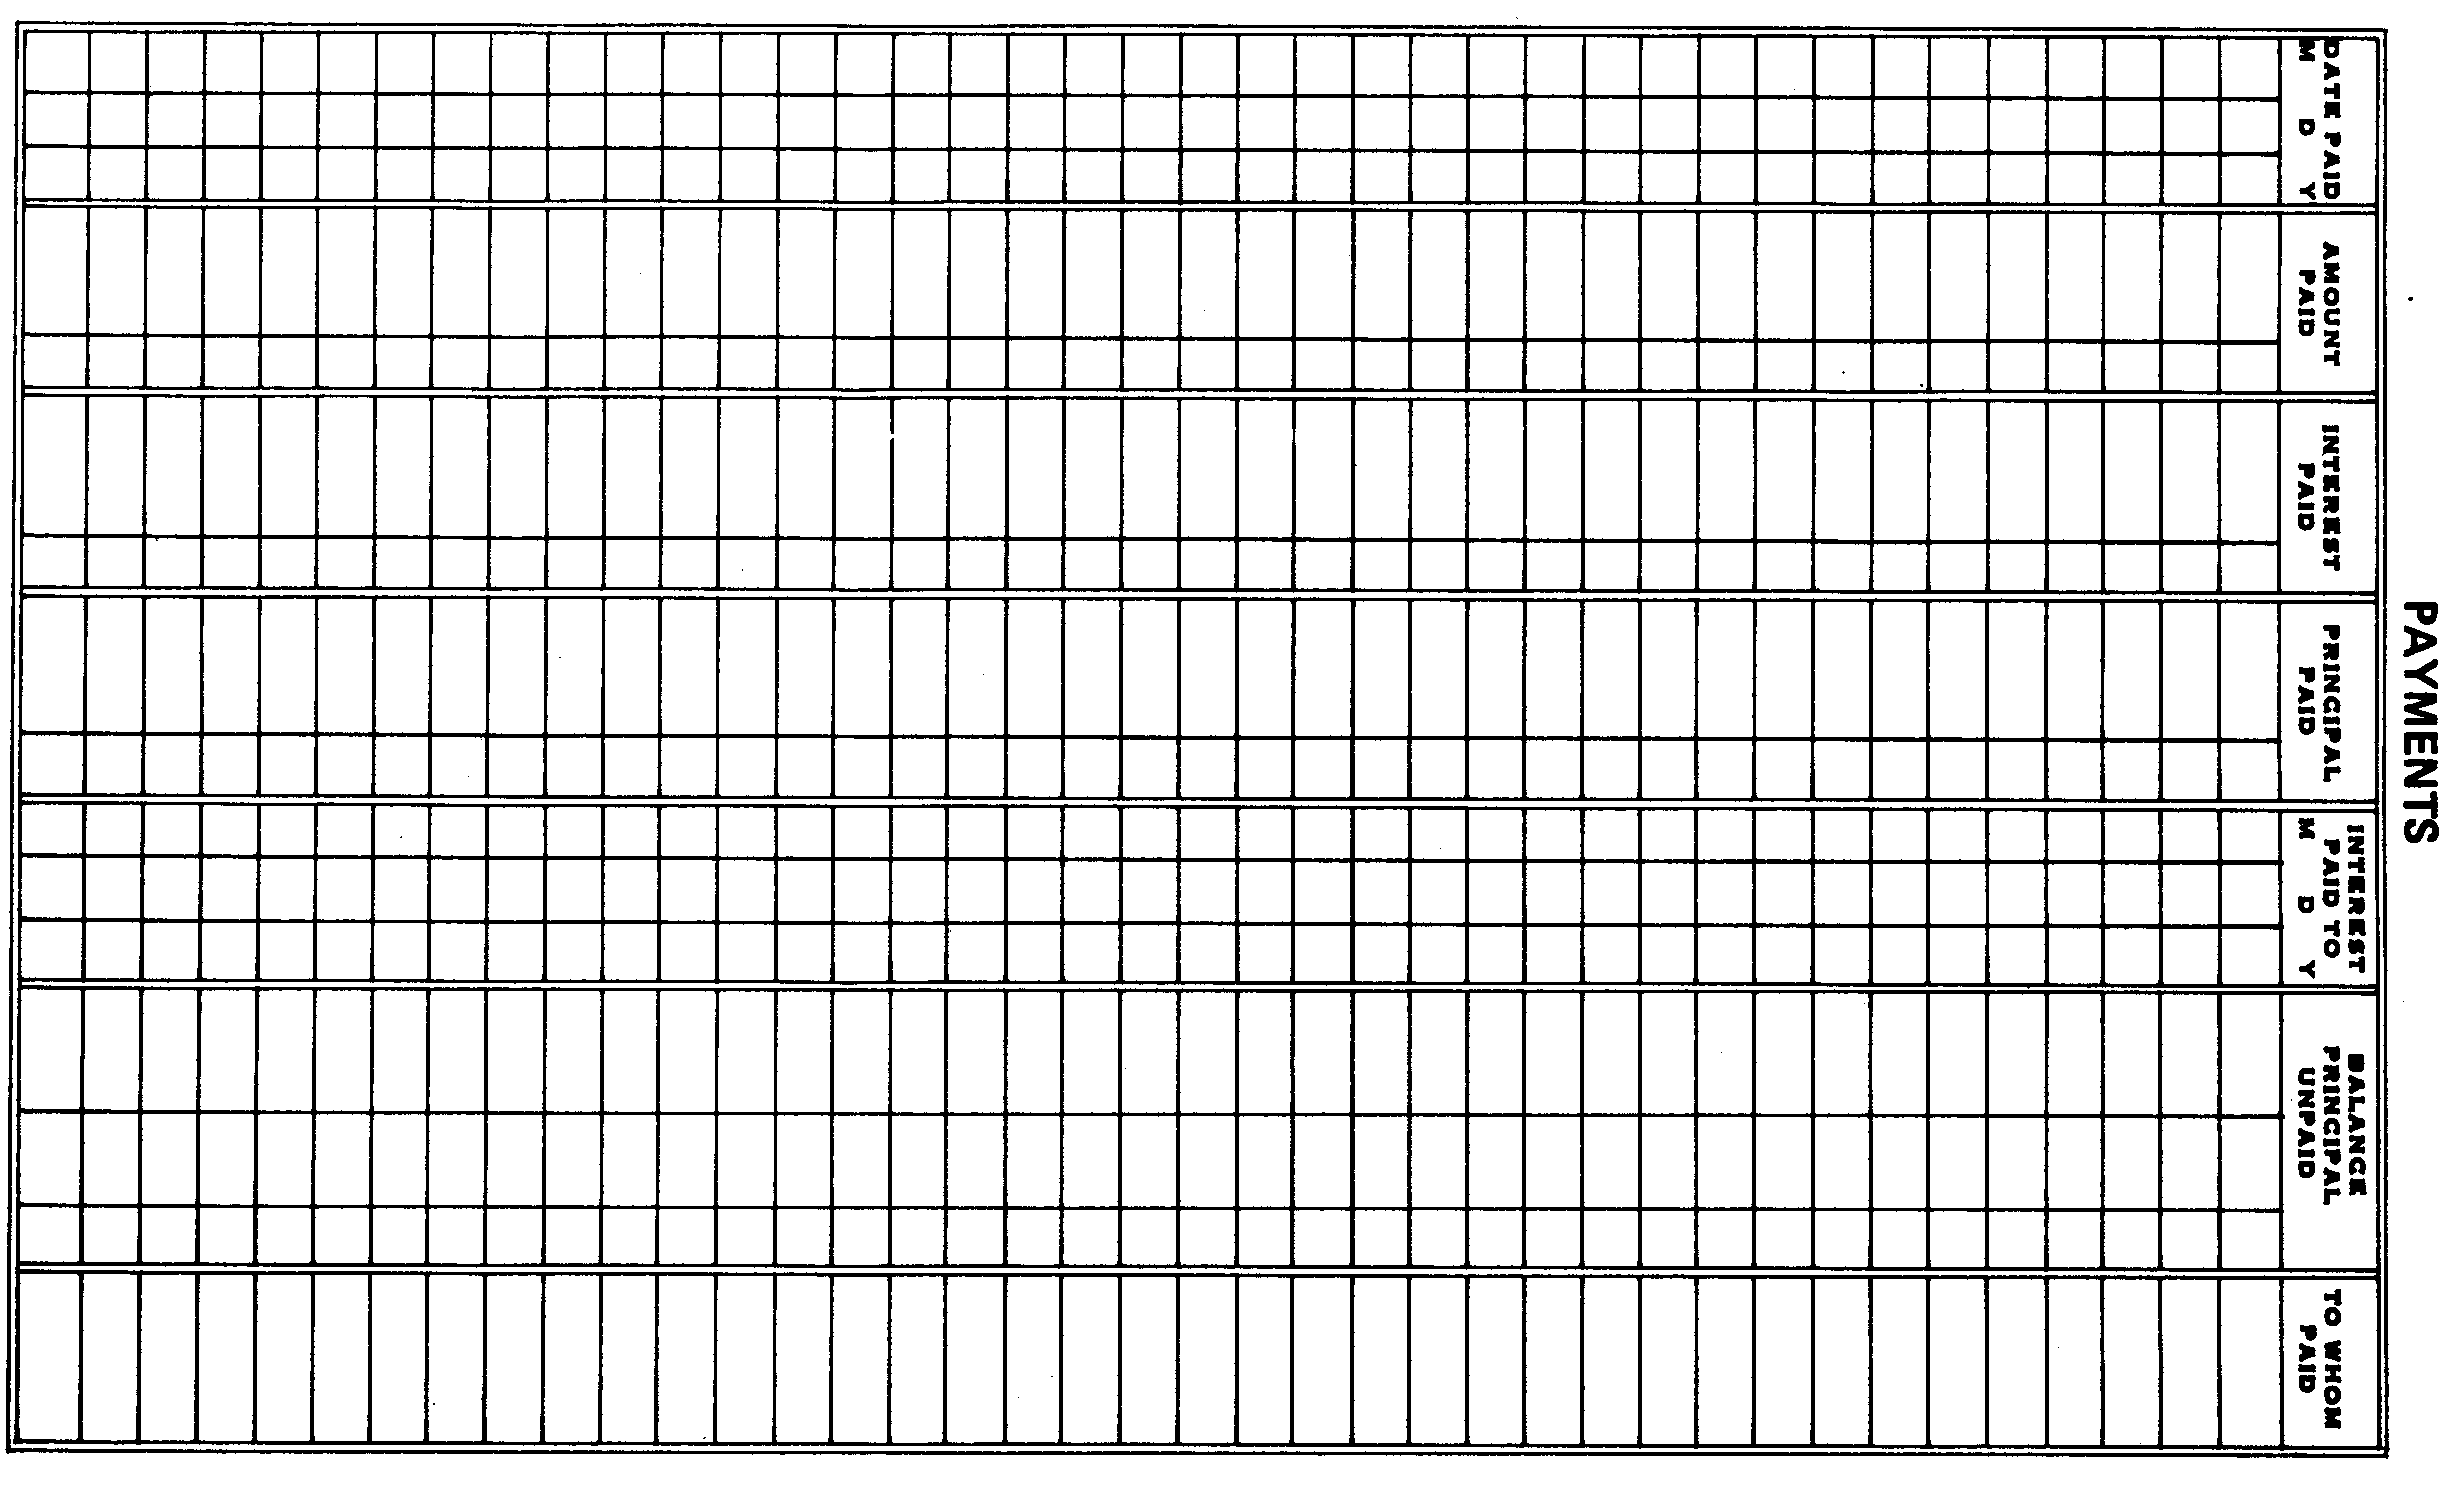 PAYMENTS
DATE PAID
M D Y
AMOUNT
PAID
INTEREST
PAID
PRINCIPAL
PAID
INTEREST
PAID TO
M D Y
BALANCE
PRINCIPAL
UNPAID
TO WHOM
PAID